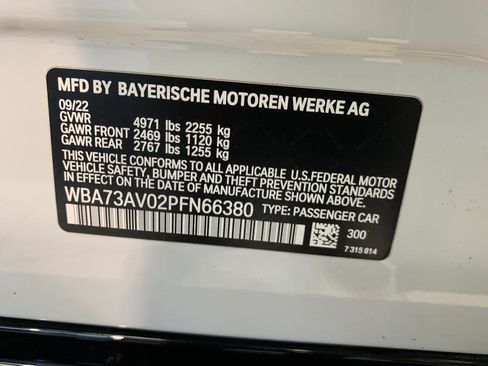 MFD BY BAYERISCHE MOTOREN WERKE AG
09/22
GVWR 4971 lbs 2255 kg
GAWR FRONT 2469 lbs 1120 kg
GAWR REAR 2767 lbs 1255 kg
THIS VEHICLE CONFORMS TO ALL APPLICABLE U.S.FEDERAL MOTOR
VEHICLE SAFETY, BUMPER AND THEFT PREVENTION STANDARDS
IN EFFECT ON THE DATE OF MANUFACTURE SHOWN ABOVE.
WBA73AV02PFN66380 TYPE: PASSENGER CAR
300
7 315 814